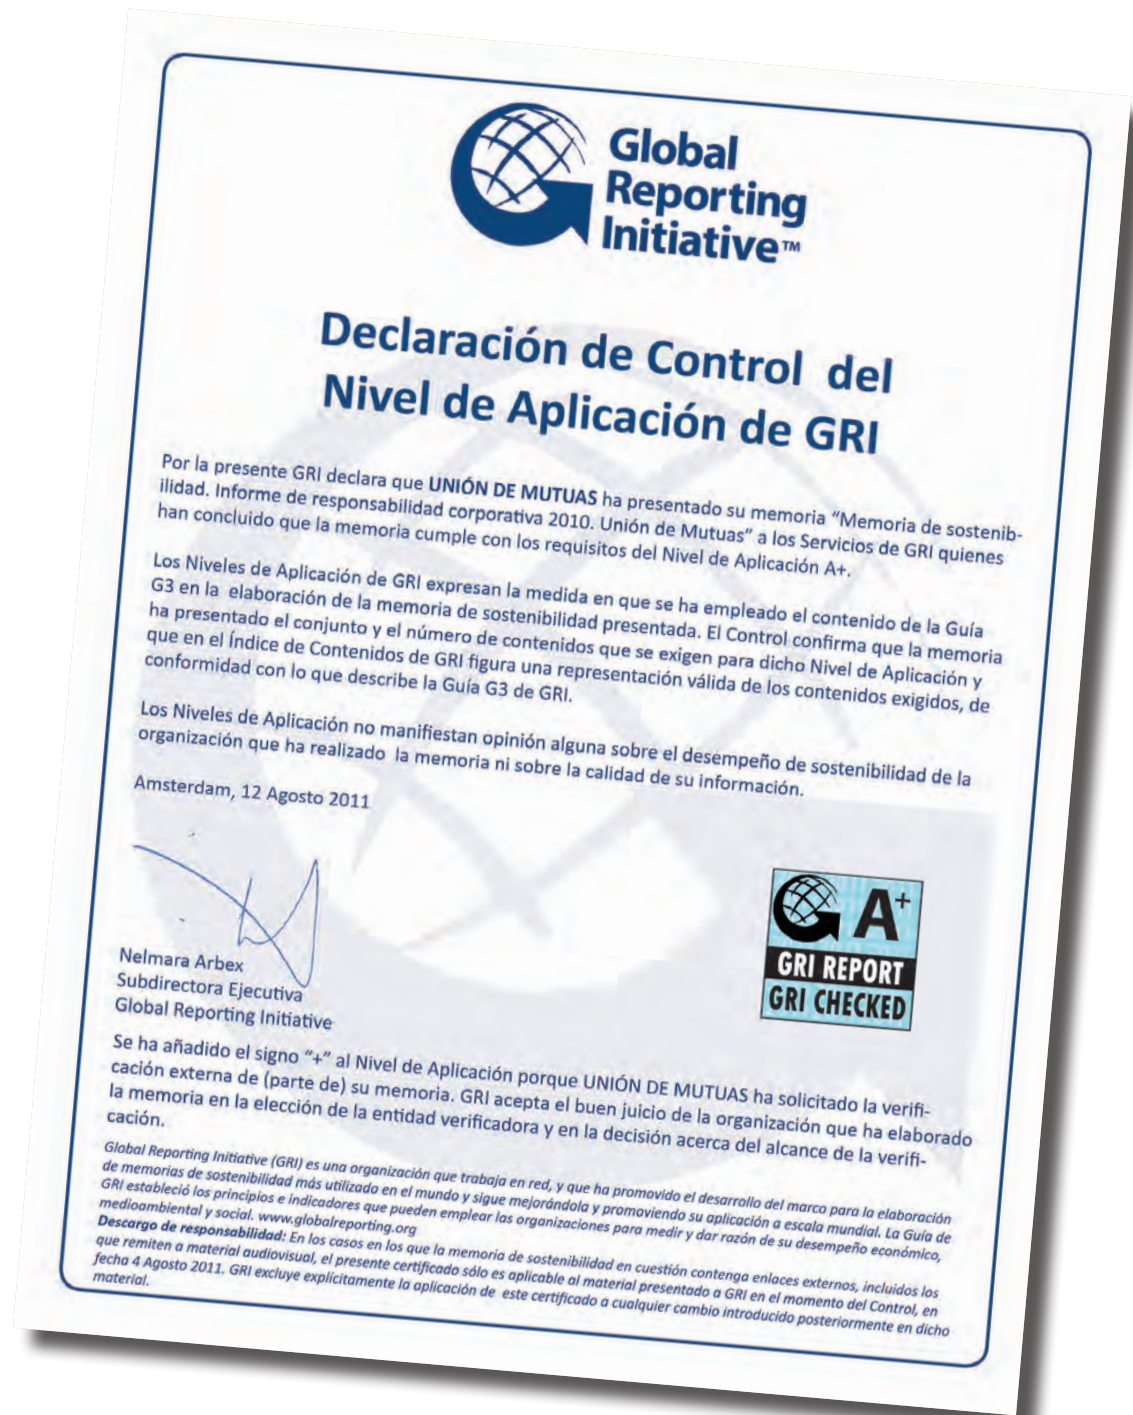 Global
Reporting
Initiative™
Declaración de Control del
Nivel de Aplicación de GRI
Por la presente GRI declara que UNIÓN DE MUTUAS ha presentado su memoria “Memoria de sostenib-
ilidad. Informe de responsabilidad corporativa 2010. Unión de Mutuas” a los Servicios de GRI quienes
han concluido que la memoria cumple con los requisitos del Nivel de Aplicación A+.
Los Niveles de Aplicación de GRI expresan la medida en que se ha empleado el contenido de la Guía
G3 en la elaboración de la memoria de sostenibilidad presentada. El Control confirma que la memoria
ha presentado el conjunto y el número de contenidos que se exigen para dicho Nivel de Aplicación y
que en el Índice de Contenidos de GRI figura una representación válida de los contenidos exigidos, de
conformidad con lo que describe la Guía G3 de GRI.
Los Niveles de Aplicación no manifiestan opinión alguna sobre el desempeño de sostenibilidad de la
organización que ha realizado la memoria ni sobre la calidad de su información.
Amsterdam, 12 Agosto 2011
Nelmara Arbex
Subdirectora Ejecutiva
Global Reporting Initiative
A+
GRI REPORT
GRI CHECKED
Se ha añadido el signo “+” al Nivel de Aplicación porque UNIÓN DE MUTUAS ha solicitado la verifi-
cación externa de (parte de) su memoria. GRI acepta el buen juicio de la organización que ha elaborado
la memoria en la elección de la entidad verificadora y en la decisión acerca del alcance de la verifi-
cación.
Global Reporting Initiative (GRI) es una organización que trabaja en red, y que ha promovido el desarrollo del marco para la elaboración
de memorias de sostenibilidad más utilizado en el mundo y sigue mejorándola y promoviendo su aplicación a escala mundial. La Guía de
GRI estableció los principios e indicadores que pueden emplear las organizaciones para medir y dar razón de su desempeño económico,
medioambiental y social. www.globalreporting.org
Descargo de responsabilidad: En los casos en los que la memoria de sostenibilidad en cuestión contenga enlaces externos, incluidos los
que remiten a material audiovisual, el presente certificado sólo es aplicable al material presentado a GRI en el momento del Control, en
fecha 4 Agosto 2011. GRI excluye explícitamente la aplicación de este certificado a cualquier cambio introducido posteriormente en dicho
material.